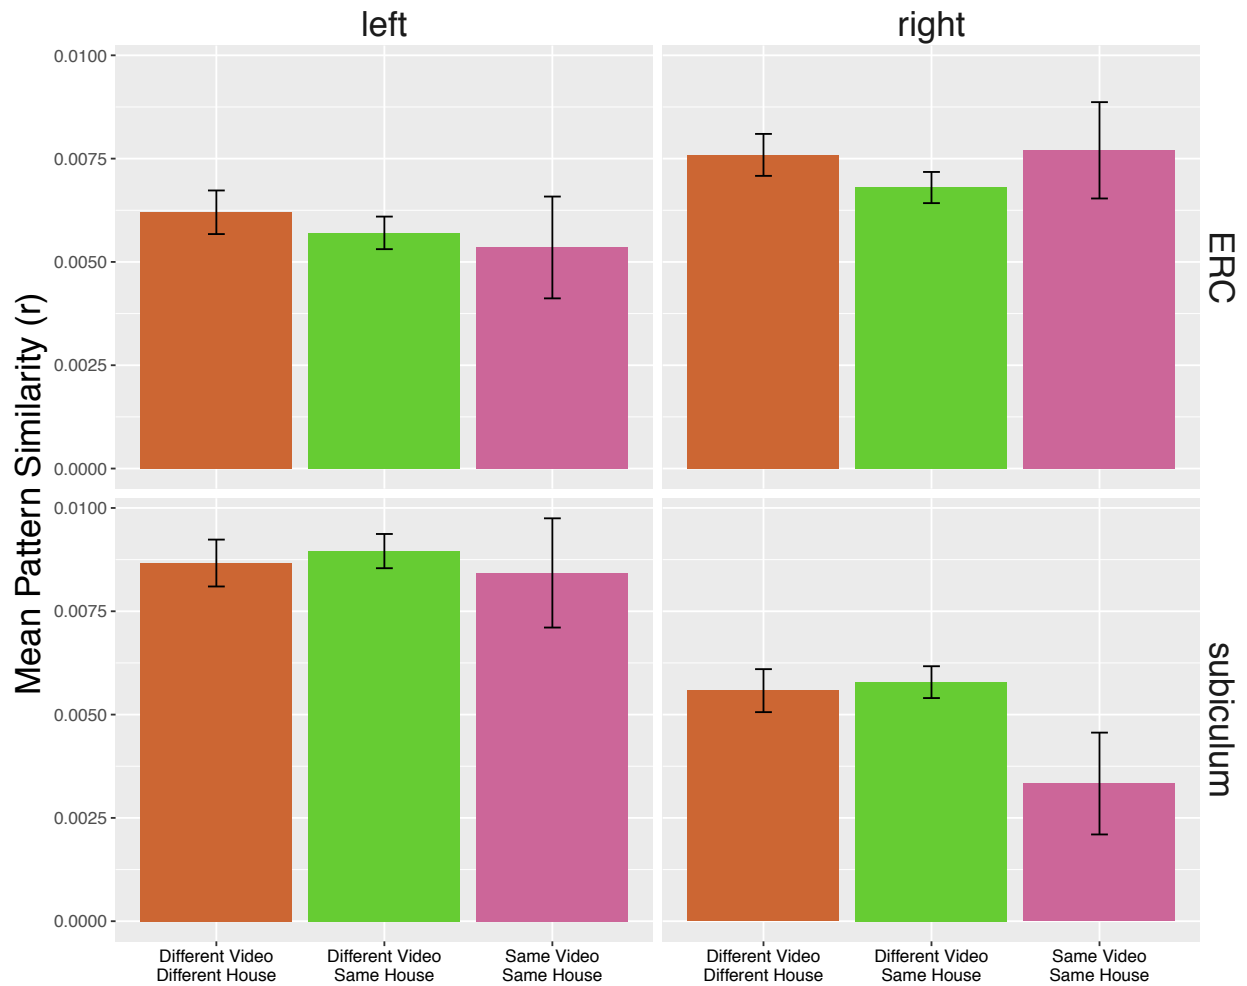 left
right
Mean Pattern Similarity (r)
0.0100
0.0075
0.0050
0.0025
0.0000
ERC
0.0100
0.0075
0.0050
0.0025
0.0000
subiculum
Different Video
Different House
Different Video
Same House
Same Video
Same House
Different Video
Different House
Different Video
Same House
Same Video
Same House